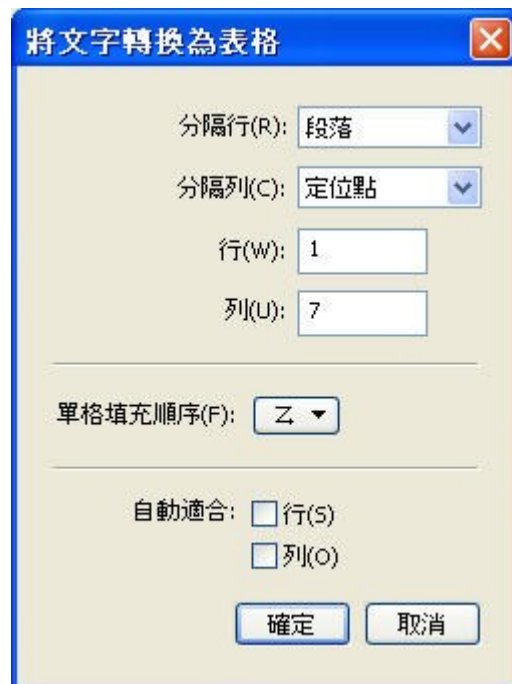 將文字轉換為表格
分隔行(R): 段落
分隔列(C): 定位點
行(W): 1
列(U): 7
單格填充順序(F):
自動適合: 行(S)
列(O)
確定 取消